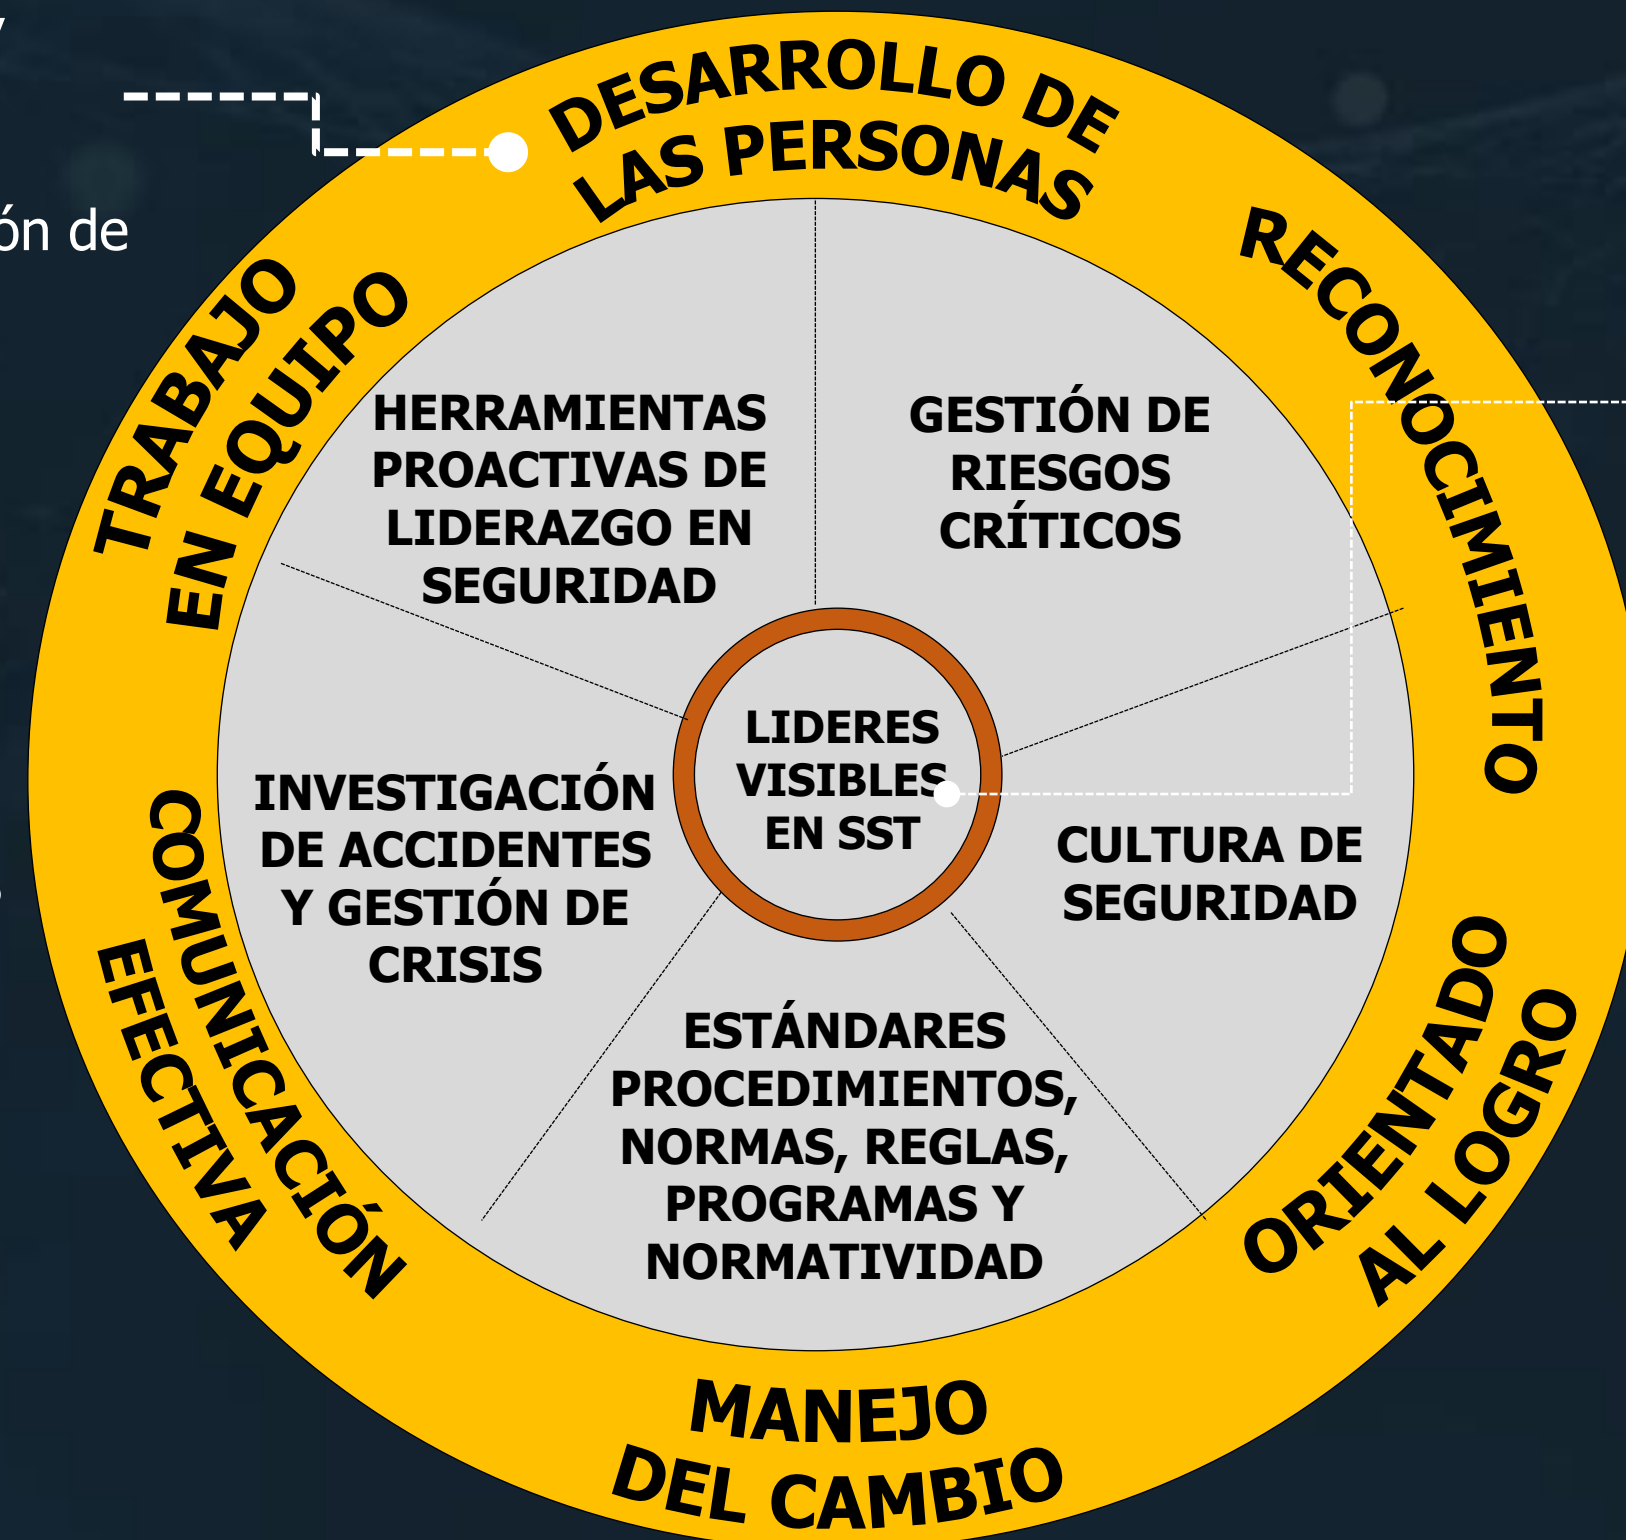 DESARROLLO DE
LAS PERSONAS
RECONOCIMIENTO
ORIENTADO
AL LOGRO
MANEJO
DEL CAMBIO
COMUNICACIÓN
EFECTIVA
TRABAJO
EN EQUIPO
HERRAMIENTAS
PROACTIVAS DE
LIDERAZGO EN
SEGURIDAD
GESTIÓN DE
RIESGOS
CRÍTICOS
CULTURA DE
SEGURIDAD
ESTÁNDARES
PROCEDIMIENTOS,
NORMAS, REGLAS,
PROGRAMAS Y
NORMATIVIDAD
INVESTIGACIÓN
DE ACCIDENTES
Y GESTIÓN DE
CRISIS
LIDERES
VISIBLES
EN SST
de